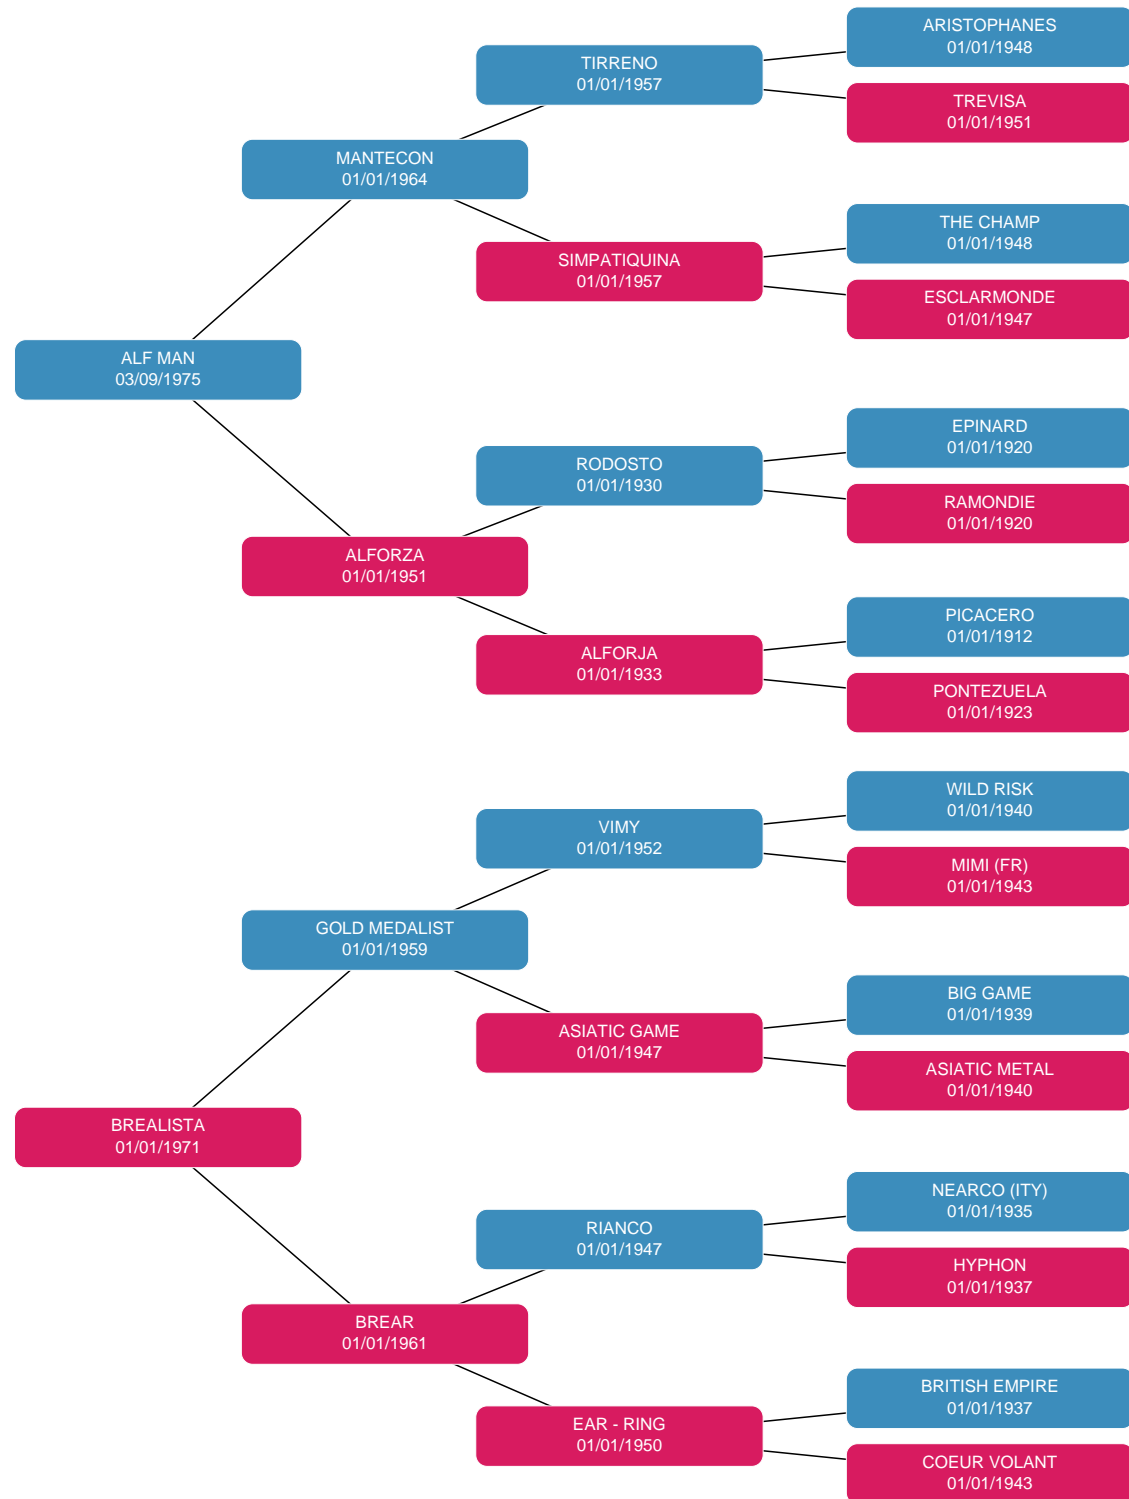 ARISTOPHANES
01/01/1948
TIRRENO
01/01/1957
TREVISA
01/01/1951
MANTECON
01/01/1964
THE CHAMP
01/01/1948
SIMPATIQUINA
01/01/1957
ESCLARMONDE
01/01/1947
ALF MAN
03/09/1975
EPINARD
01/01/1920
RODOSTO
01/01/1930
RAMONDIE
01/01/1920
ALFORZA
01/01/1951
PICACERO
01/01/1912
ALFORJA
01/01/1933
PONTEZUELA
01/01/1923
WILD RISK
01/01/1940
VIMY
01/01/1952
MIMI (FR)
01/01/1943
GOLD MEDALIST
01/01/1959
BIG GAME
01/01/1939
ASIATIC GAME
01/01/1947
ASIATIC METAL
01/01/1940
BREALISTA
01/01/1971
NEARCO (ITY)
01/01/1935
RIANCO
01/01/1947
HYPHON
01/01/1937
BREAR
01/01/1961
BRITISH EMPIRE
01/01/1937
EAR - RING
01/01/1950
COEUR VOLANT
01/01/1943